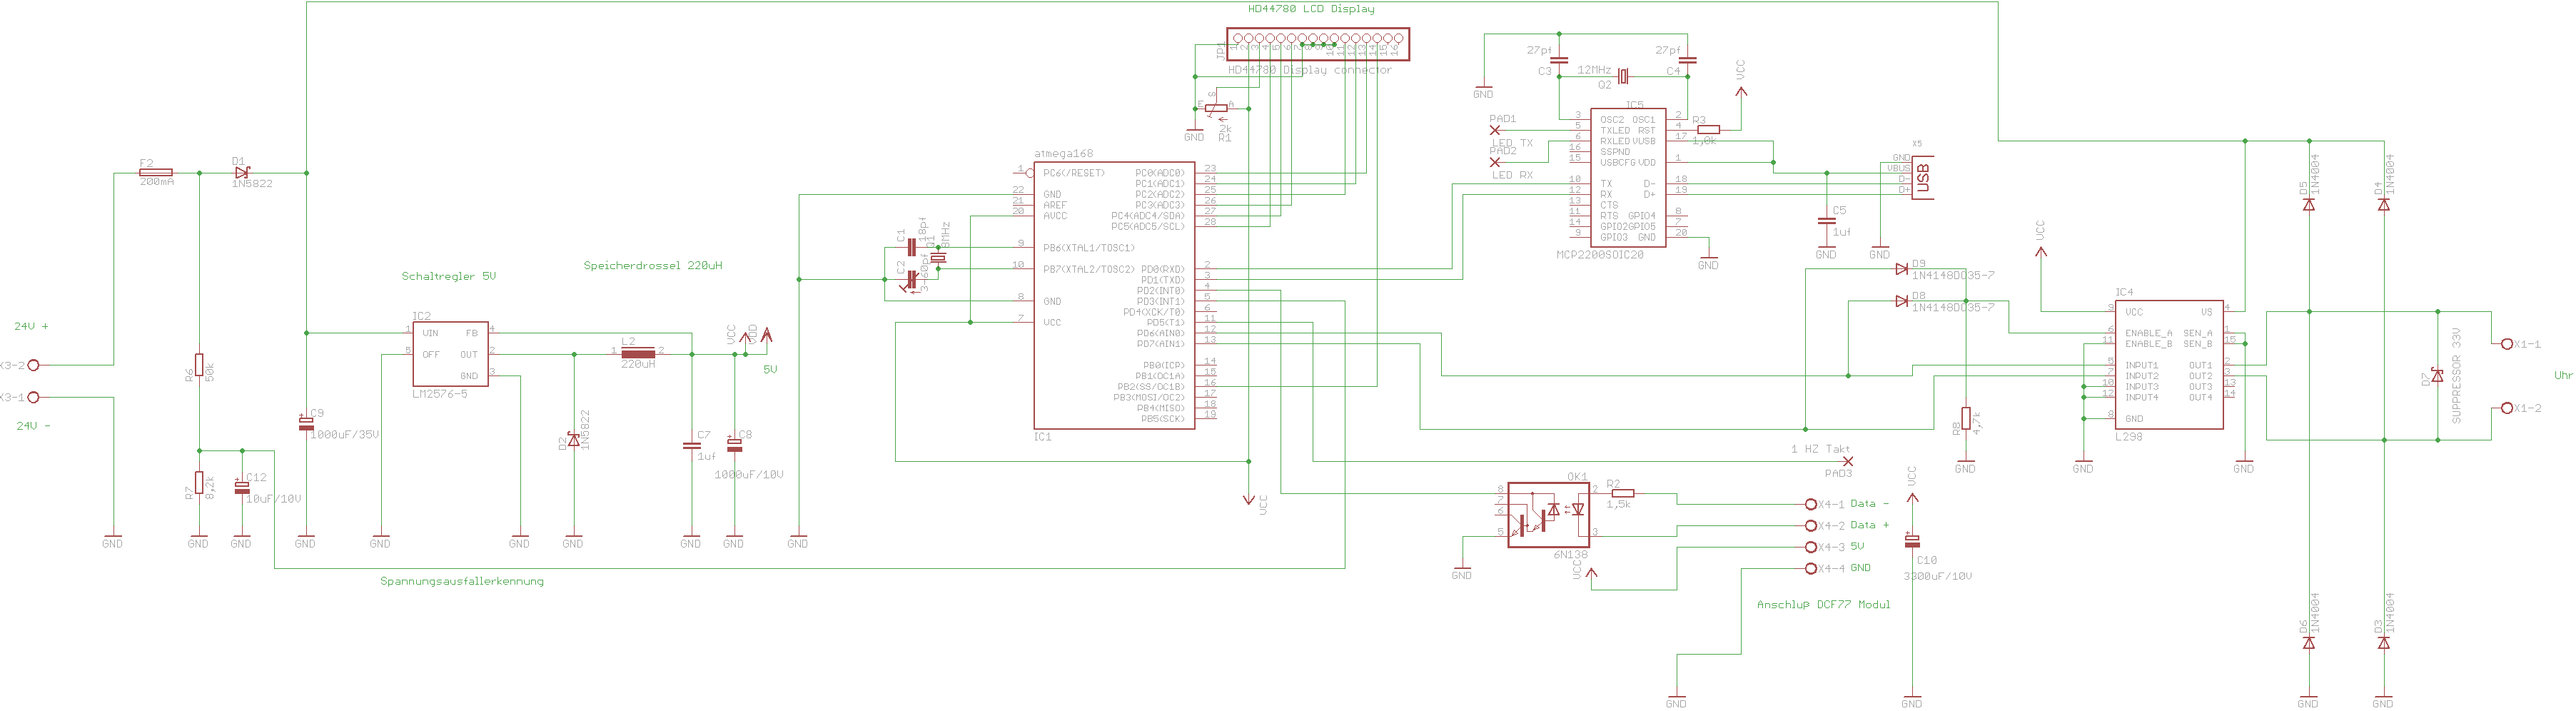 HD44780 LCD Display
JP1
1
2
3
4
5
6
7
8
9
10
11
12
13
14
15
16
HD44780 Display connector
E
S
A
2k
R1
GND
24V +
X3-2
X3-1
24V -
GND
F2
200mA
D1
1N5822
R6
50k
R7
8,2k
GND
C12
10uF/10V
GND
C9
1000uF/35V
GND
Spannungsausfallerkennung
Schaltregler 5V
Speicherdrossel 220uH
IC2
1 VIN FB 4
5 OFF OUT 2
GND 3
LM2576-5
GND
GND
D2
1N5822
GND
L2
1 2
220uH
C7
1uf
GND
C8
1000uF/10V
GND
VCC
VDD
5V
GND
C1
18pf
C2
3-60pf
Q1
8MHz
atmega168
1 PC6(/RESET) PC0(ADC0) 23
PC1(ADC1) 24
22 GND PC2(ADC2) 25
21 AREF PC3(ADC3) 26
20 AVCC PC4(ADC4/SDA) 27
PC5(ADC5/SCL) 28
9 PB6(XTAL1/TOSC1)
10 PB7(XTAL2/TOSC2) PD0(RXD) 2
PD1(TXD) 3
PD2(INT0) 4
8 GND PD3(INT1) 5
PD4(XCK/T0) 6
7 VCC PD5(T1) 11
PD6(AIN0) 12
PD7(AIN1) 13
PB0(ICP) 14
PB1(OC1A) 15
PB2(SS/OC1B) 16
PB3(MOSI/OC2) 17
PB4(MISO) 18
PB5(SCK) 19
IC1
VCC
27pf
C3
12MHz
Q2
27pf
C4
GND
VCC
R3
1,0k
PAD1
LED TX
PAD2
LED RX
IC5
3 OSC2 OSC1 2
5 TXLED RST 4
6 RXLED VUSB 17
16 SSPND
15 USBCFG VDD 1
10 TX D- 18
12 RX D+ 19
13 CTS
11 RTS GPIO4 8
14 GPIO2 GPIO5 7
9 GPIO3 GND 20
MCP2200SOIC20
GND
X5
GND
VBUS
D-
D+
USB
C5
1uf
GND
GND
D9
1N4148DO35-7
D8
1N4148DO35-7
R8
4,7k
GND
1 HZ Takt
PAD3
OK1
8
7
6
5
2
3
6N138
GND
R2
1,5k
VCC
X4-1 Data -
X4-2 Data +
X4-3 5V
X4-4 GND
Anschlup DCF77 Modul
GND
VCC
C10
3300uF/10V
GND
VCC
IC4
9 VCC VS 4
6 ENABLE_A SEN_A 1
11 ENABLE_B SEN_B 15
5 INPUT1 OUT1 2
7 INPUT2 OUT2 3
10 INPUT3 OUT3 13
12 INPUT4 OUT4 14
8 GND
L298
GND
GND
D5
1N4004
D4
1N4004
D6
1N4004
D3
1N4004
GND
GND
D7
SUPPRESSOR 33V
X1-1
X1-2
Uhr